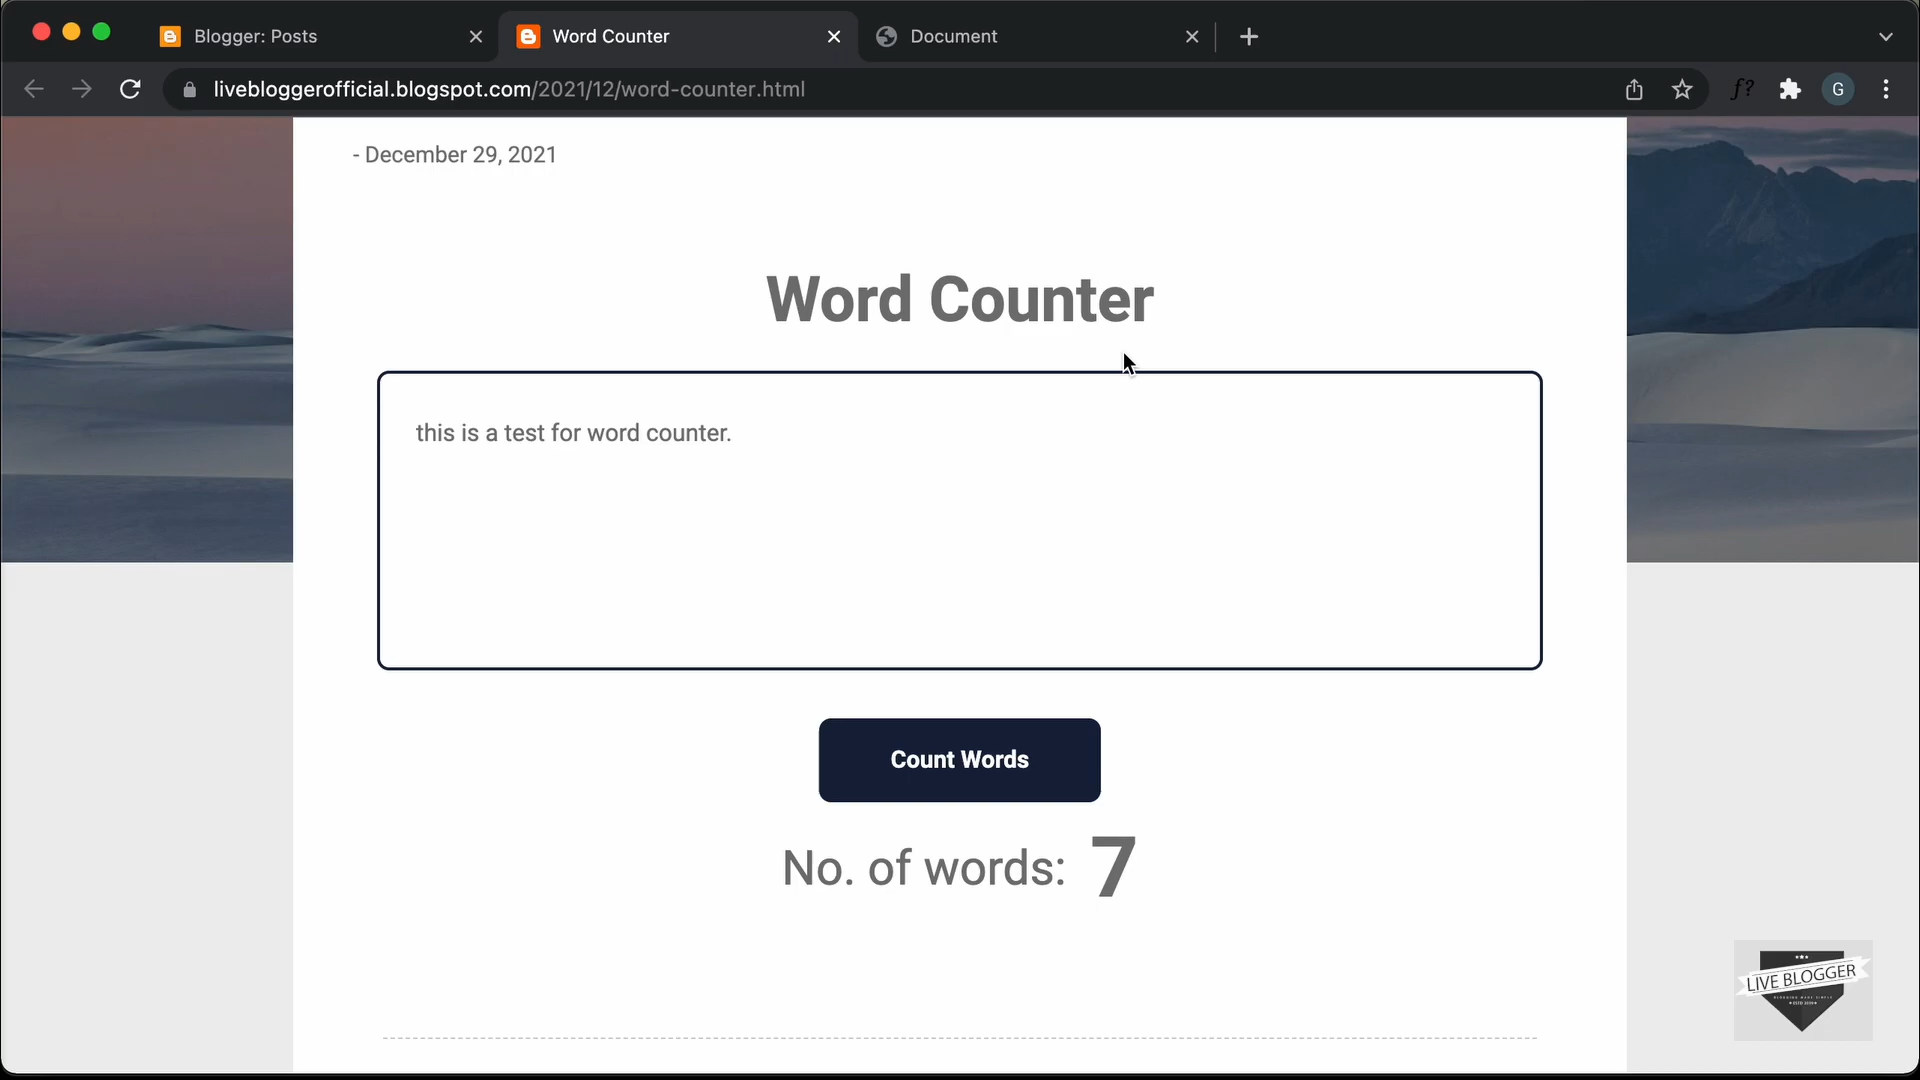 Blogger: Posts
Word Counter
Document
livebloggerofficial.blogspot.com/2021/12/word-counter.html
f?
G
- December 29, 2021
Word Counter
this is a test for word counter.
Count Words
No. of words: 7
LIVE BLOGGER